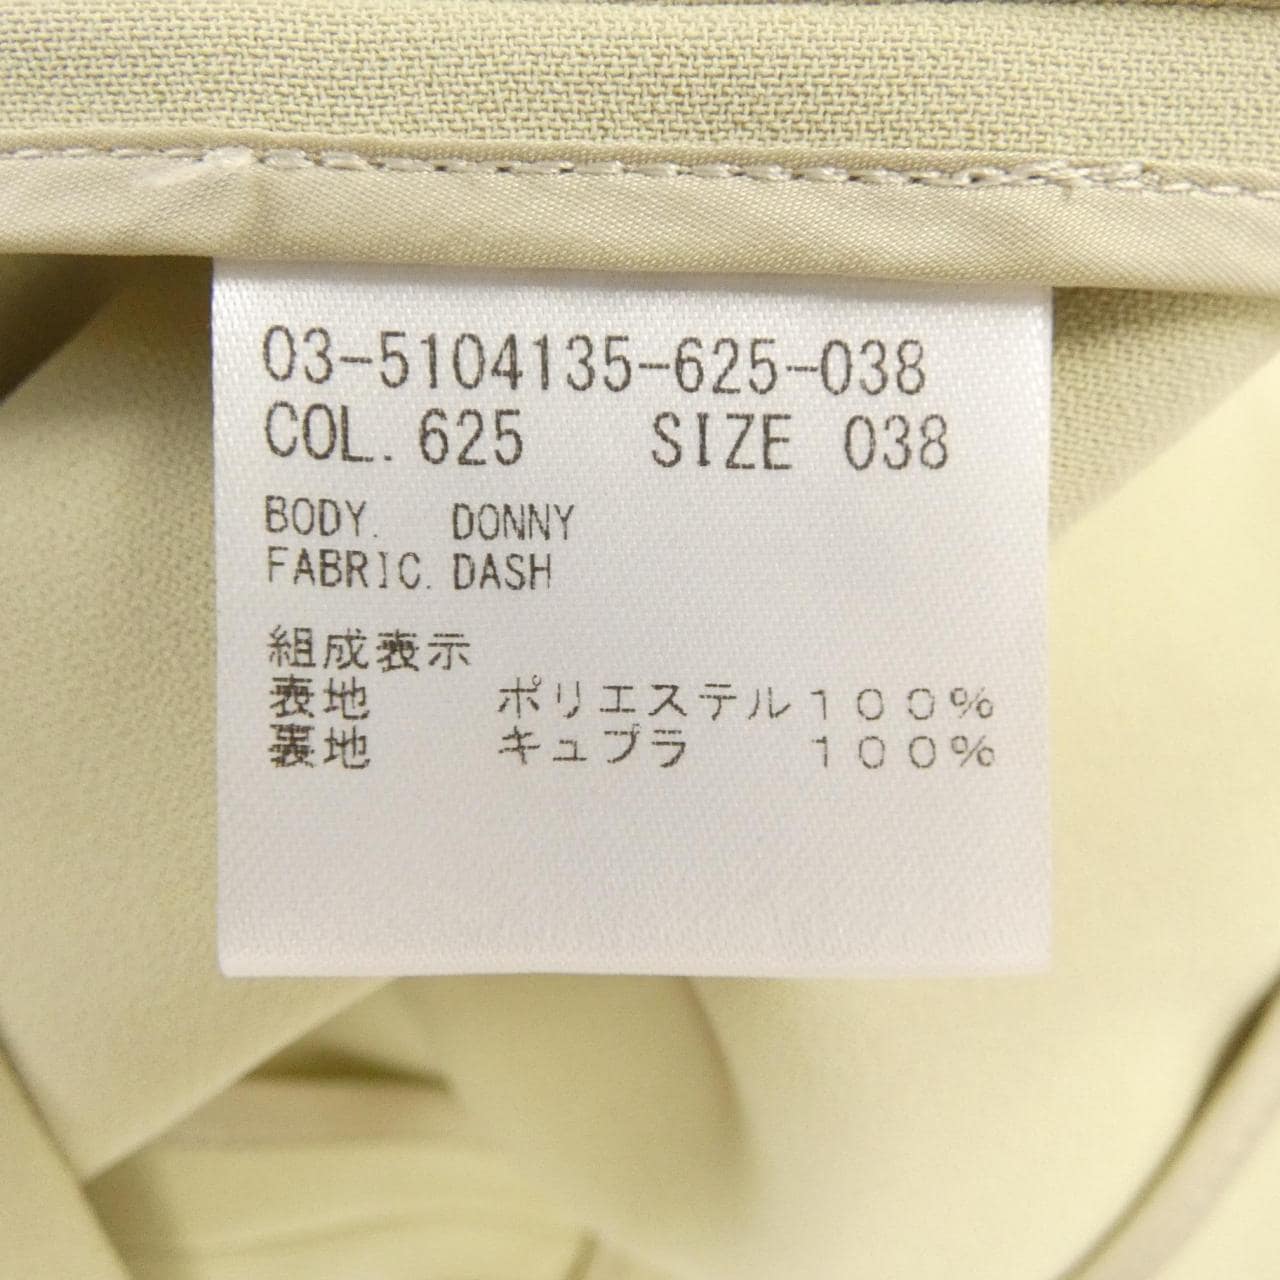 03-5104135-625-038
COL. 625 SIZE 038
BODY. DONNY
FABRIC. DASH
組成表示
表地 ポリエステル100%
裏地 キュプラ 100%